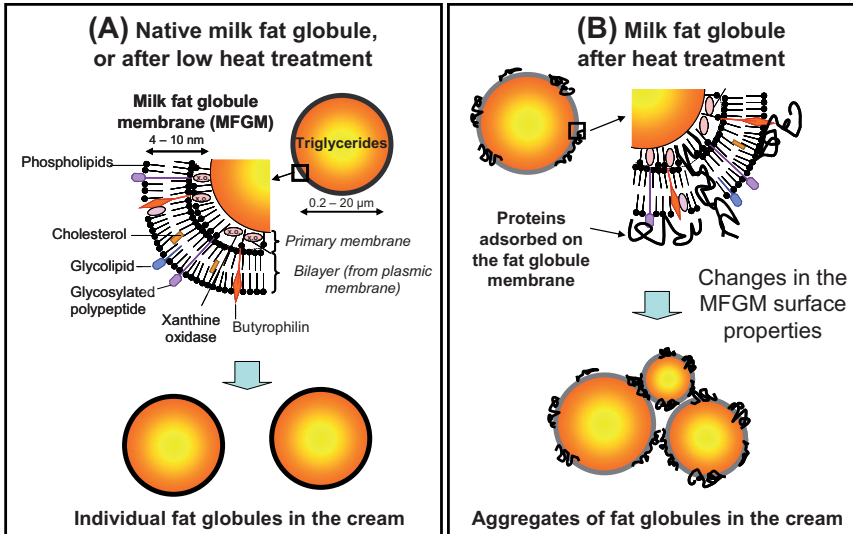 (A) Native milk fat globule,
or after low heat treatment
Milk fat globule
membrane (MFGM)
4 – 10 nm
Phospholipids
Triglycerides
0.2 – 20 µm
Cholesterol
Primary membrane
Glycolipid
Bilayer (from plasmic
membrane)
Glycosylated
polypeptide
Xanthine
oxidase
Butyrophilin
Individual fat globules in the cream
(B) Milk fat globule
after heat treatment
Proteins
adsorbed on
the fat globule
membrane
Changes in the
MFGM surface
properties
Aggregates of fat globules in the cream